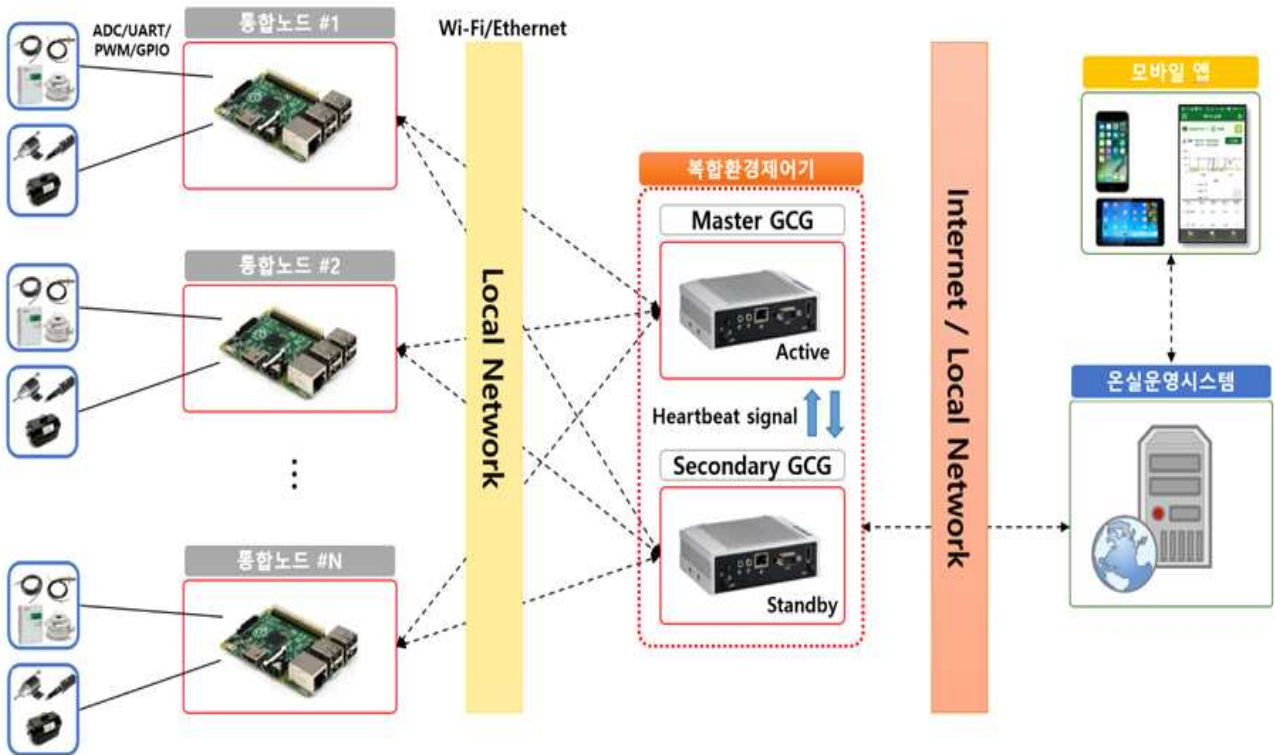 ADC/UART/
PWM/GPIO
통합노드 #1
Wi-Fi/Ethernet
모바일 앱
복합환경제어기
Master GCG
Active
통합노드 #2
Local Network
Internet / Local Network
Heartbeat signal
온실운영시스템
Secondary GCG
Standby
⋮
통합노드 #N